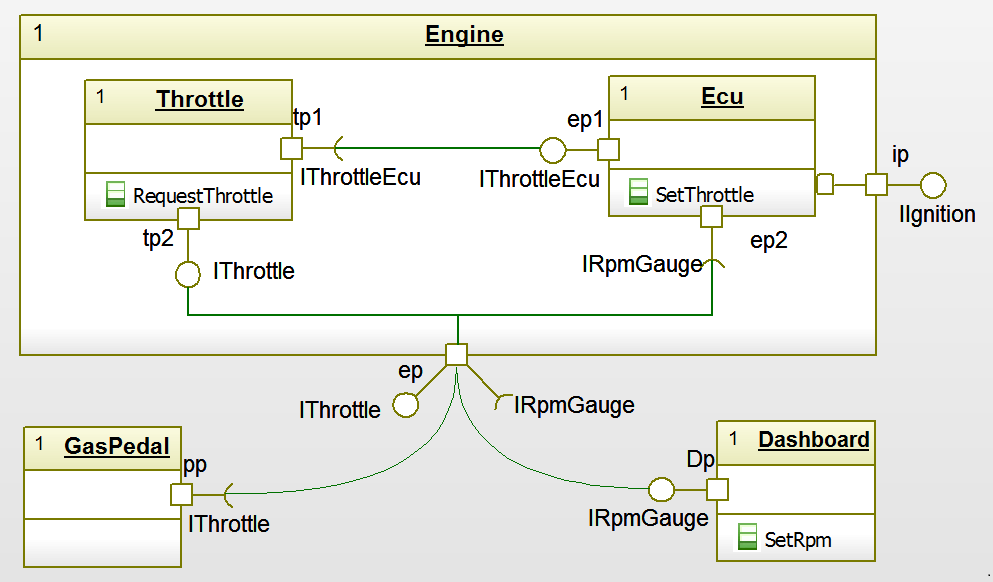 1
Engine
1
Throttle
tp1
IThrottleEcu
RequestThrottle
tp2
IThrottle
1
Ecu
ep1
IThrottleEcu
SetThrottle
ep2
IRpmGauge
ip
IIgnition
ep
IThrottle
IRpmGauge
1
GasPedal
pp
IThrottle
1
Dashboard
Dp
IRpmGauge
SetRpm
.